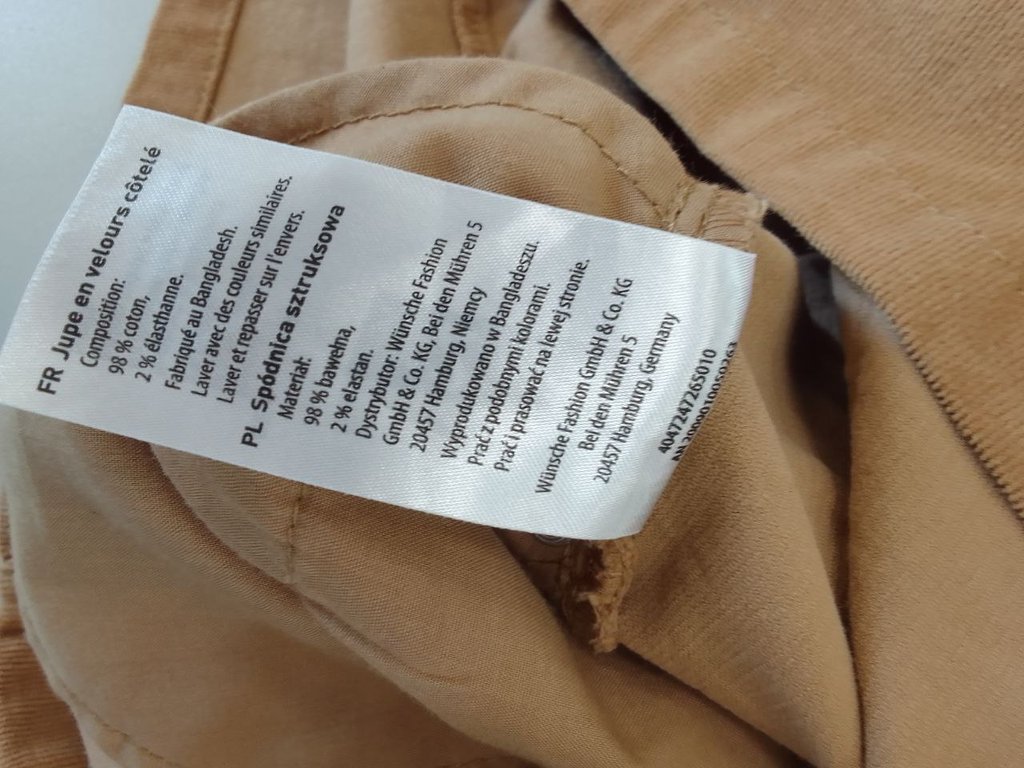 FR Jupe en velours côtelé
Composition:
98 % coton,
2 % élasthanne.
Fabriqué au Bangladesh.
Laver avec des couleurs similaires.
Laver et repasser sur l'envers.
PL Spódnica sztruksowa
Materiał:
98 % bawełna,
2 % elastan.
Dystrybutor: Wünsche Fashion
GmbH & Co. KG, Bei den Mühren 5
20457 Hamburg, Niemcy
Wyprodukowano w Bangladeszu.
Prać z podobnymi kolorami.
Prać i prasować na lewej stronie.
Wünsche Fashion GmbH & Co. KG
Bei den Mühren 5
20457 Hamburg, Germany
4047247265010